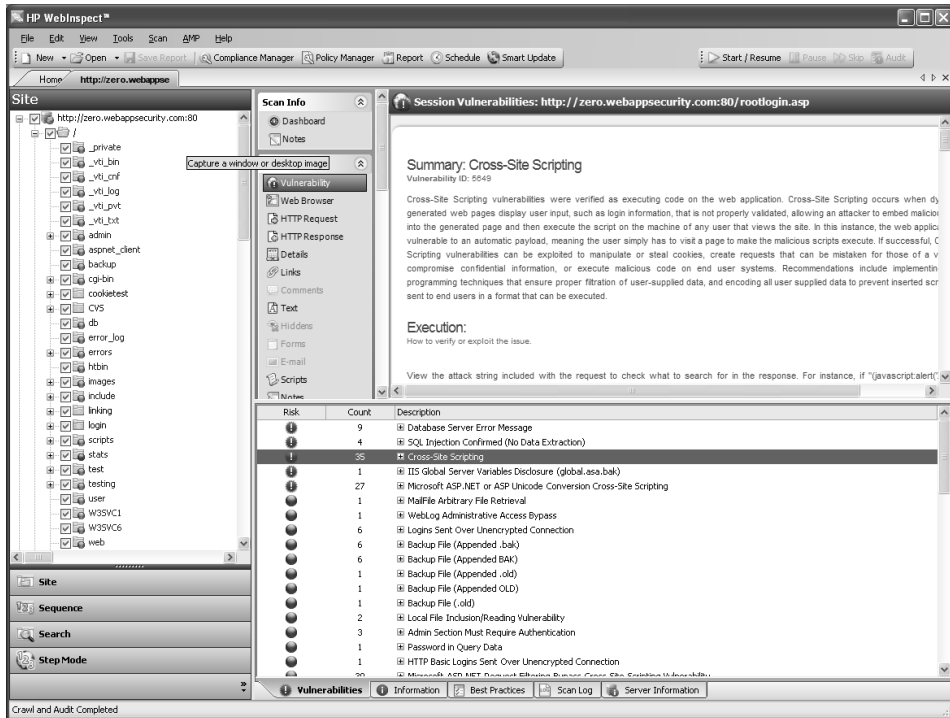 HP WebInspect™
File Edit View Tools Scan AMP Help
New Open Save Report Compliance Manager Policy Manager Report Schedule Smart Update Start / Resume Pause Skip Audit
Home http://zero.webappse
Site
http://zero.webappsecurity.com:80
/
_private
_vti_bin
_vti_cnf
_vti_log
_vti_pvt
_vti_txt
admin
aspnet_client
backup
cgi-bin
cookietest
CVS
db
error_log
errors
htbin
images
include
linking
login
scripts
stats
test
testing
user
W3SVC1
W3SVC6
web
Capture a window or desktop image
Site
Sequence
Search
Step Mode
Scan Info
Dashboard
Notes
Vulnerability
Web Browser
HTTP Request
HTTP Response
Details
Links
Comments
Text
Hiddens
Forms
E-mail
Scripts
Notes
Session Vulnerabilities: http://zero.webappsecurity.com:80/rootlogin.asp
Summary: Cross-Site Scripting
Vulnerability ID: 5649
Cross-Site Scripting vulnerabilities were verified as executing code on the web application. Cross-Site Scripting occurs when dy
generated web pages display user input, such as login information, that is not properly validated, allowing an attacker to embed malicio
into the generated page and then execute the script on the machine of any user that views the site. In this instance, the web applica
vulnerable to an automatic payload, meaning the user simply has to visit a page to make the malicious scripts execute. If successful, C
Scripting vulnerabilities can be exploited to manipulate or steal cookies, create requests that can be mistaken for those of a v
compromise confidential information, or execute malicious code on end user systems. Recommendations include implementin
programming techniques that ensure proper filtration of user-supplied data, and encoding all user supplied data to prevent inserted scr
sent to end users in a format that can be executed.
Execution:
How to verify or exploit the issue.
View the attack string included with the request to check what to search for in the response. For instance, if "(javascript:alert('
Risk Count Description
9 Database Server Error Message
4 SQL Injection Confirmed (No Data Extraction)
35 Cross-Site Scripting
1 IIS Global Server Variables Disclosure (global.asa.bak)
27 Microsoft ASP.NET or ASP Unicode Conversion Cross-Site Scripting
1 MailFile Arbitrary File Retrieval
1 WebLog Administrative Access Bypass
6 Logins Sent Over Unencrypted Connection
6 Backup File (Appended .bak)
6 Backup File (Appended BAK)
1 Backup File (Appended .old)
1 Backup File (Appended OLD)
1 Backup File (.old)
2 Local File Inclusion/Reading Vulnerability
3 Admin Section Must Require Authentication
1 Password in Query Data
1 HTTP Basic Logins Sent Over Unencrypted Connection
Microsoft ASP.NET Request Filtering Bypass Cross-Site Scripting Vulnerability
Vulnerabilities Information Best Practices Scan Log Server Information
Crawl and Audit Completed